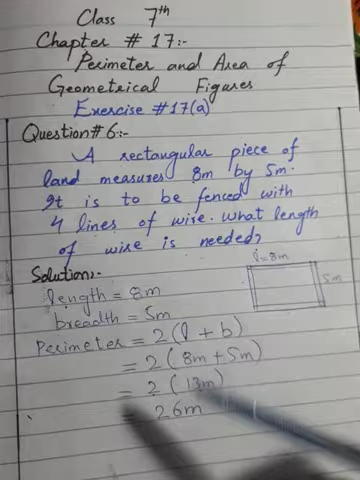 Class 7th
Chapter # 17:-
Perimeter and Area of
Geometrical Figures
Exercise #17(a)
Question#6:-
A rectangular piece of
land measures 8m by 5m.
It is to be fenced with
4 lines of wire. what length
of wire is needed?
Solution:-
l=8m
5m
length = 8m
breadth = 5m
Perimeter = 2(l + b)
= 2(8m+5m)
= 2(13m)
= 26m